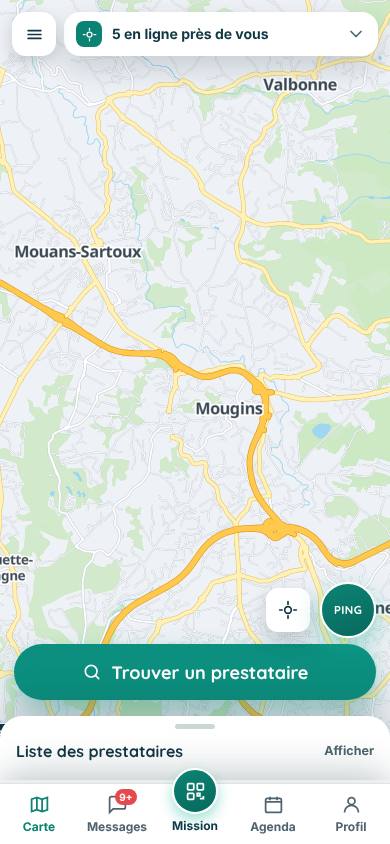 5 en ligne près de vous
Valbonne
Mouans-Sartoux
Mougins
PING
Trouver un prestataire
Liste des prestataires
Afficher
9+
Carte
Messages
Mission
Agenda
Profil